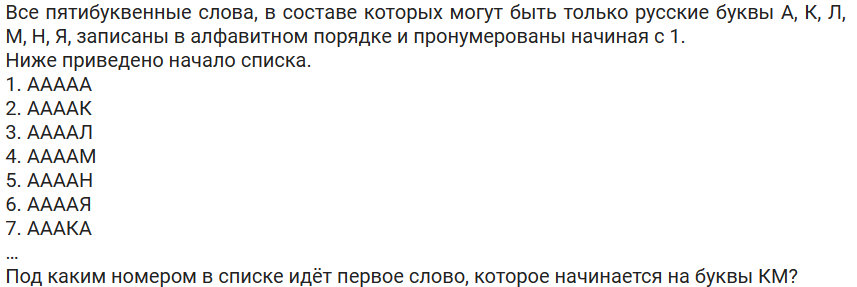 Все пятибуквенные слова, в составе которых могут быть только русские буквы А, К, Л,
М, Н, Я, записаны в алфавитном порядке и пронумерованы начиная с 1.
Ниже приведено начало списка.
1. ААААА
2. ААААК
3. ААААЛ
4. ААААМ
5. ААААН
6. ААААЯ
7. АААКА
…
Под каким номером в списке идёт первое слово, которое начинается на буквы КМ?